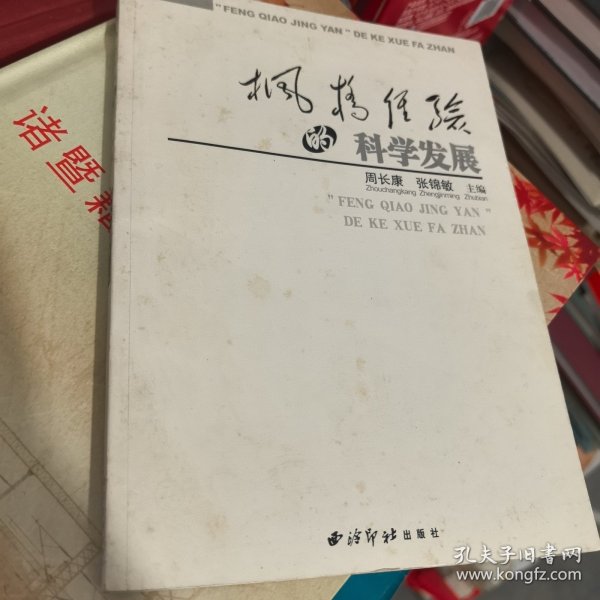 "FENG QIAO JING YAN" DE KE XUE FA ZHAN
枫桥经验
的 科学发展
周长康 张锦敏 主编
Zhouchangkang Zhangjinming Zhubian
"FENG QIAO JING YAN"
DE KE XUE FA ZHAN
西泠印社出版社
诸暨
孔夫子旧书网
www.kongfz.com